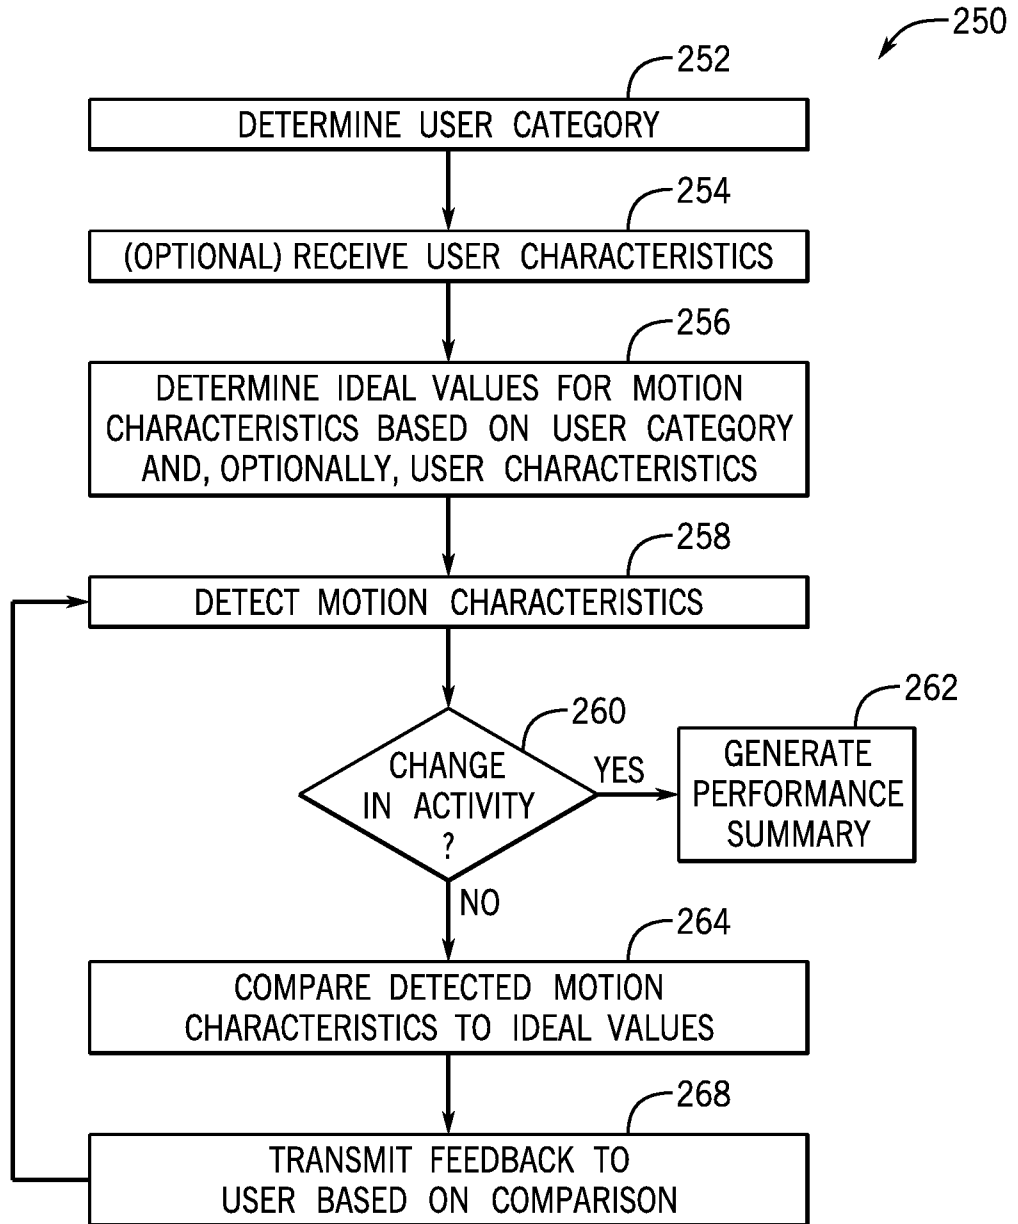 250
252
DETERMINE USER CATEGORY
254
(OPTIONAL) RECEIVE USER CHARACTERISTICS
256
DETERMINE IDEAL VALUES FOR MOTION
CHARACTERISTICS BASED ON USER CATEGORY
AND, OPTIONALLY, USER CHARACTERISTICS
258
DETECT MOTION CHARACTERISTICS
260
CHANGE
IN ACTIVITY
?
YES
262
GENERATE
PERFORMANCE
SUMMARY
NO
264
COMPARE DETECTED MOTION
CHARACTERISTICS TO IDEAL VALUES
268
TRANSMIT FEEDBACK TO
USER BASED ON COMPARISON